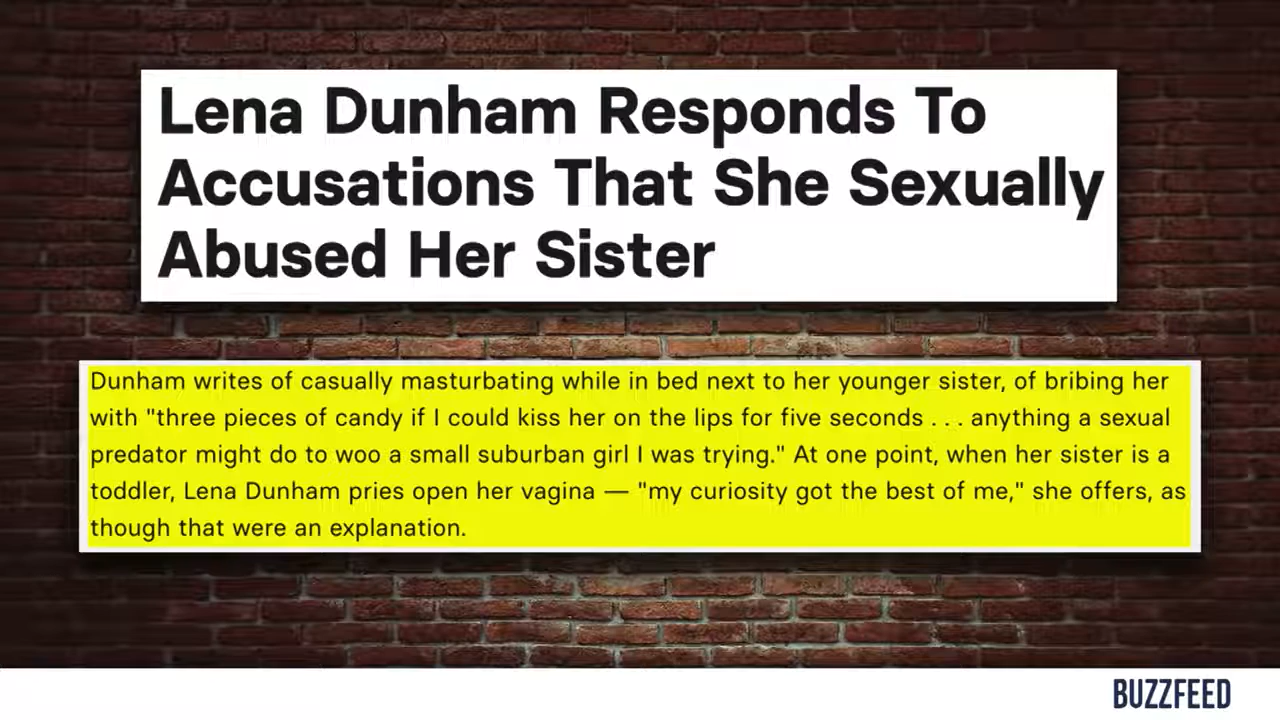 Lena Dunham Responds To
Accusations That She Sexually
Abused Her Sister
Dunham writes of casually masturbating while in bed next to her younger sister, of bribing her
with "three pieces of candy if I could kiss her on the lips for five seconds . . . anything a sexual
predator might do to woo a small suburban girl I was trying." At one point, when her sister is a
toddler, Lena Dunham pries open her vagina — "my curiosity got the best of me," she offers, as
though that were an explanation.
BUZZFEED